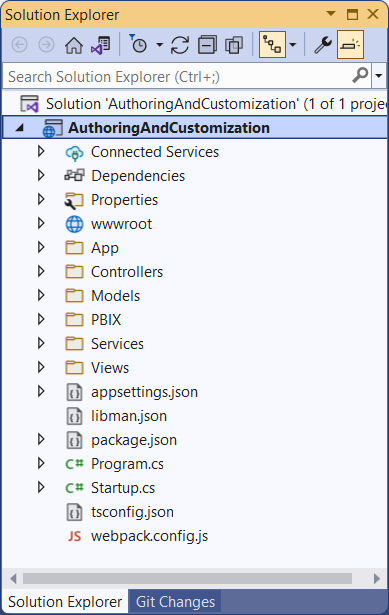 Solution Explorer
Search Solution Explorer (Ctrl+;)
Solution 'AuthoringAndCustomization' (1 of 1 proje
AuthoringAndCustomization
Connected Services
Dependencies
Properties
wwwroot
App
Controllers
Models
PBIX
Services
Views
appsettings.json
libman.json
package.json
C# Program.cs
C# Startup.cs
tsconfig.json
JS webpack.config.js
Solution Explorer Git Changes